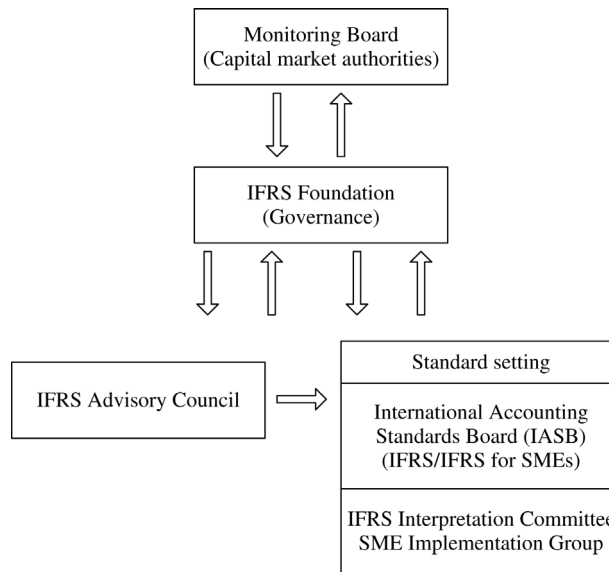 Monitoring Board
(Capital market authorities)
IFRS Foundation
(Governance)
IFRS Advisory Council
Standard setting
International Accounting
Standards Board (IASB)
(IFRS/IFRS for SMEs)
IFRS Interpretation Committee
SME Implementation Group